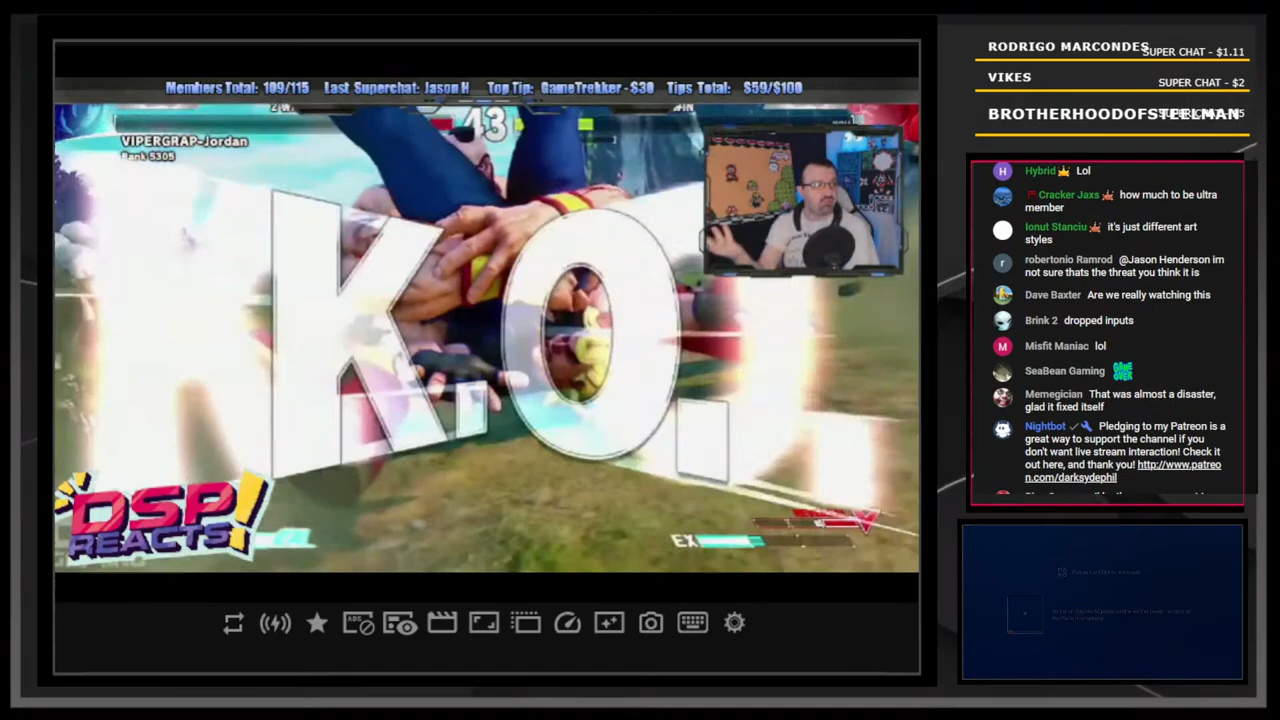 Members Total: 109/115 Last Superchat: Jason H Top Tip: GameTrekker - $30 Tips Total: $59/$100
43
VIPERGRAP-Jordan
Rank 5305
K.O.
EX
DSP
REACTS!
RODRIGO MARCONDES
SUPER CHAT - $1.11
VIKES
SUPER CHAT - $2
BROTHERHOODOFSTEELMAN
Hybrid Lol
Cracker Jaxs how much to be ultra
member
Ionut Stanciu it's just different art
styles
robertonio Ramrod @Jason Henderson im
not sure thats the threat you think it is
Dave Baxter Are we really watching this
Brink 2 dropped inputs
Misfit Maniac lol
SeaBean Gaming GAME OVER
Memegician That was almost a disaster,
glad it fixed itself
Nightbot Pledging to my Patreon is a
great way to support the channel if you
don't want live stream interaction! Check it
out here, and thank you! http://www.patreo
n.com/darksydephil